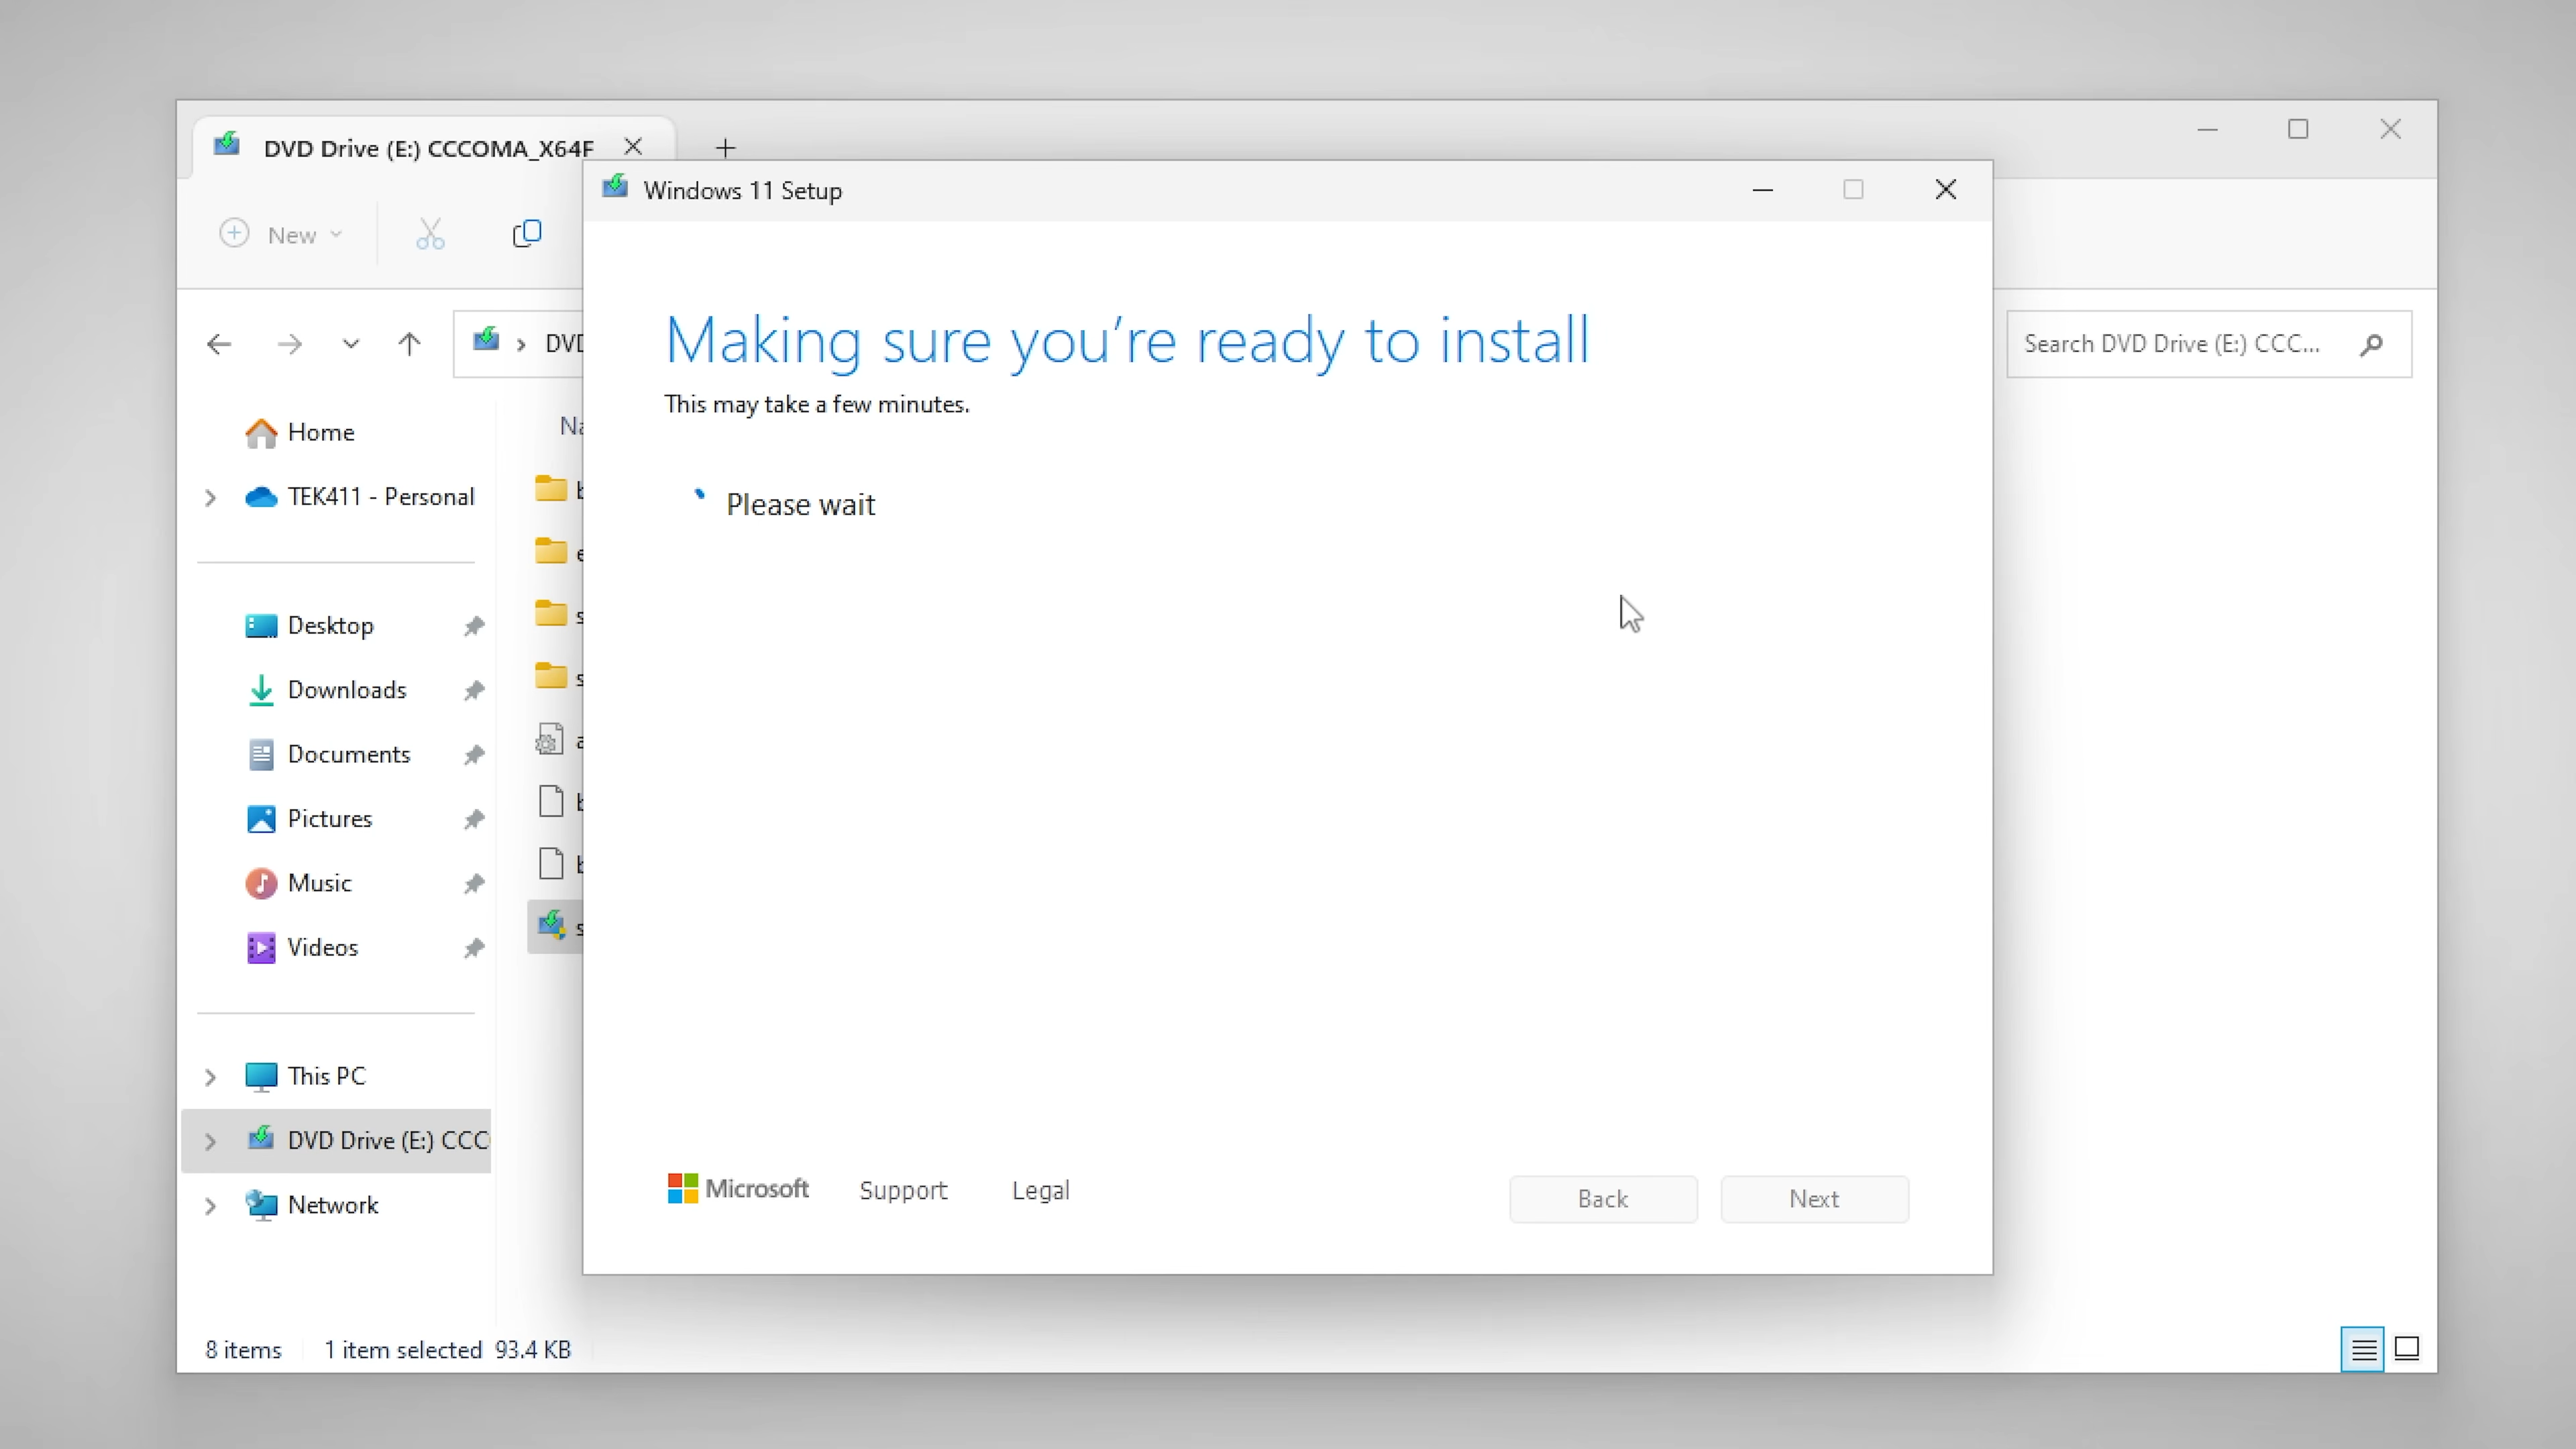 DVD Drive (E:) CCCOMA_X64F
Windows 11 Setup
New
DVD
Search DVD Drive (E:) CCC...
Making sure you're ready to install
This may take a few minutes.
Please wait
Home
TEK411 - Personal
Desktop
Downloads
Documents
Pictures
Music
Videos
This PC
DVD Drive (E:) CCC
Network
Microsoft
Support
Legal
Back
Next
8 items
1 item selected 93.4 KB